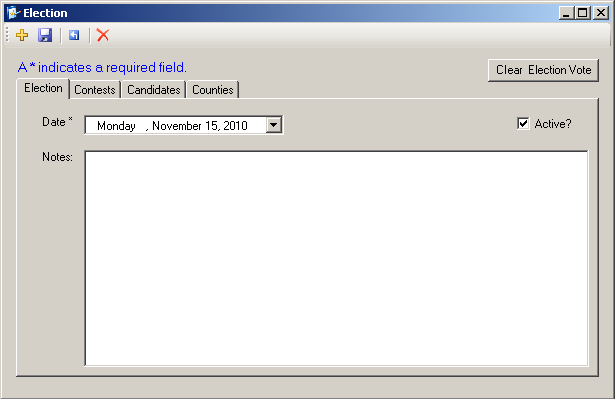 Election
A * indicates a required field.
Clear Election Vote
Election Contests Candidates Counties
Date * Monday , November 15, 2010 Active?
Notes: